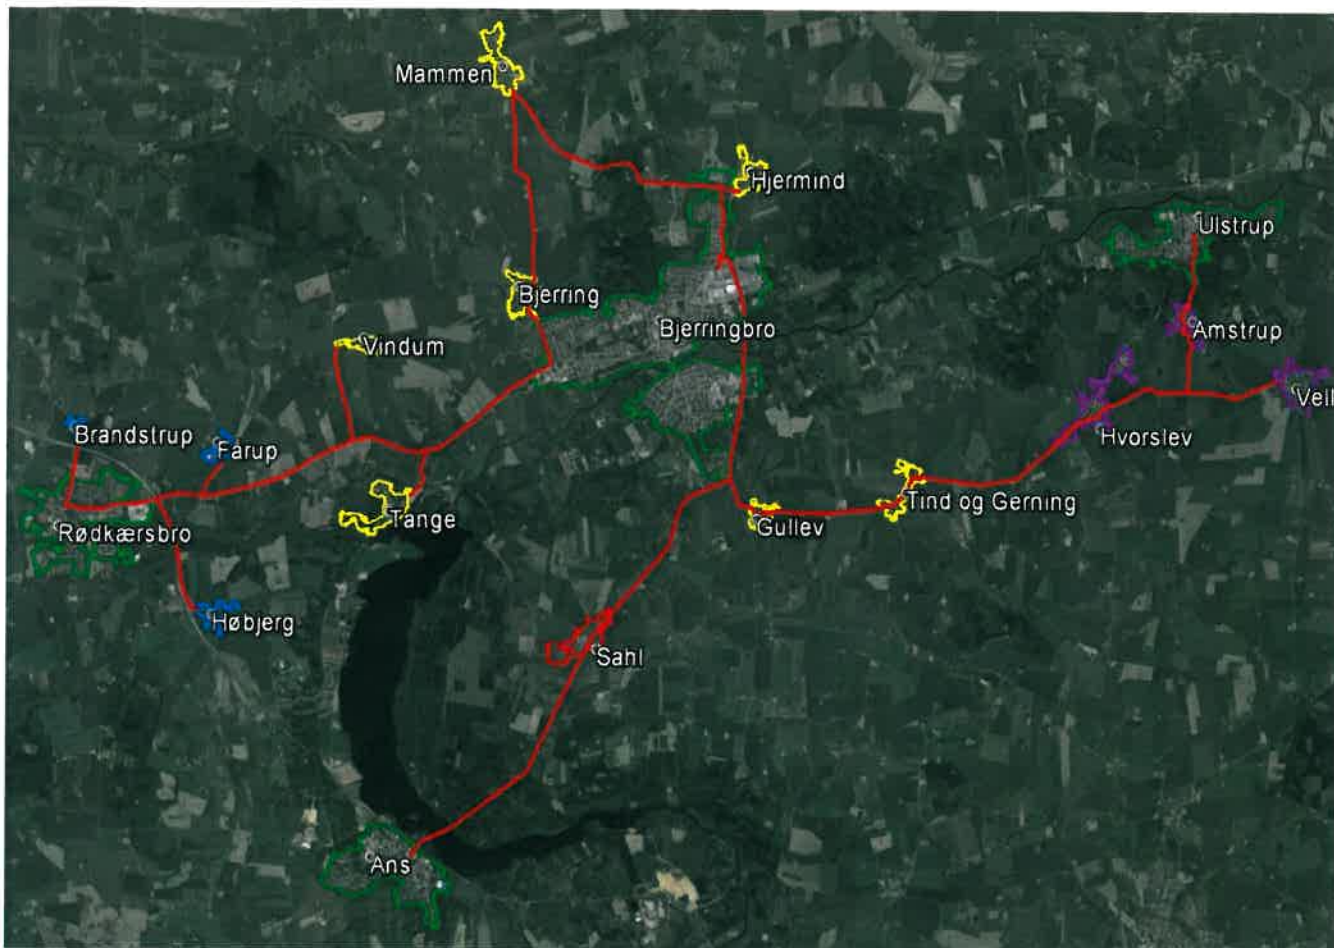 Mammen
Hjermind
Ulstrup
Bjerring
Bjerringbro
Amstrup
Vindum
Vell
Brandstrup
Farup
Hvorslev
Tange
Tind og Gerning
Rødkærsbro
Gullev
Høbjerg
Sahl
Ans